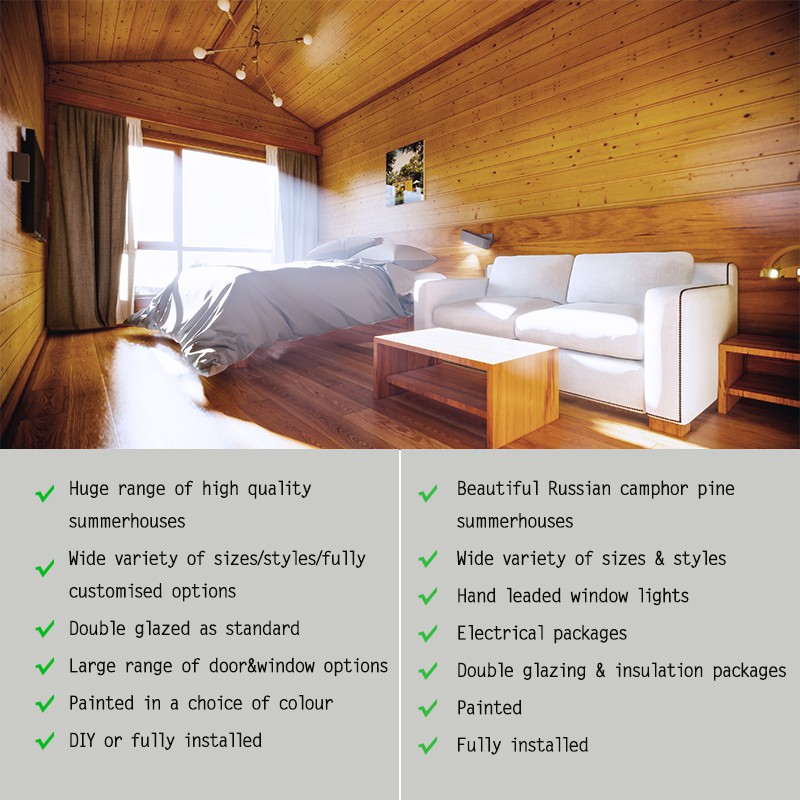 Huge range of high quality
summerhouses
Wide variety of sizes/styles/fully
customised options
Double glazed as standard
Large range of door&window options
Painted in a choice of colour
DIY or fully installed
Beautiful Russian camphor pine
summerhouses
Wide variety of sizes & styles
Hand leaded window lights
Electrical packages
Double glazing & insulation packages
Painted
Fully installed